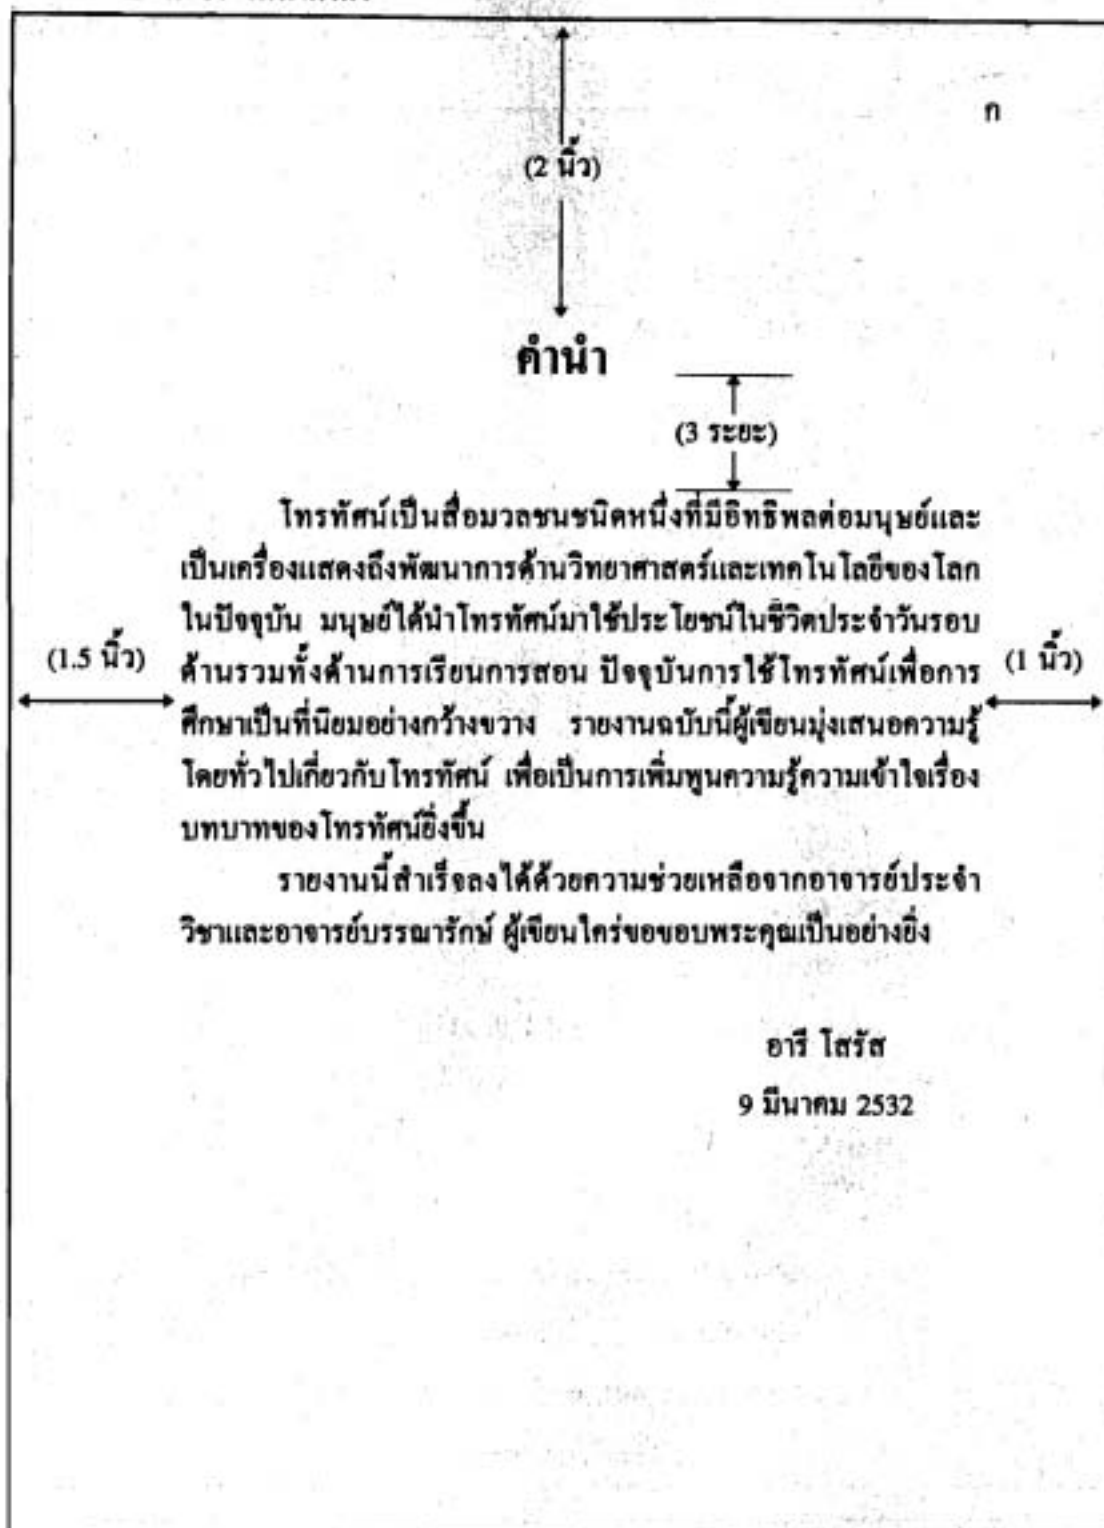 ก
(2 นิ้ว)
คำนำ
(3 ระยะ)
โทรทัศน์เป็นสื่อมวลชนชนิดหนึ่งที่มีอิทธิพลต่อมนุษย์และ
เป็นเครื่องแสดงถึงพัฒนาการด้านวิทยาศาสตร์และเทคโนโลยีของโลก
ในปัจจุบัน มนุษย์ได้นำโทรทัศน์มาใช้ประโยชน์ในชีวิตประจำวันรอบ
(1.5 นิ้ว)
ด้านรวมทั้งด้านการเรียนการสอน ปัจจุบันการใช้โทรทัศน์เพื่อการ
(1 นิ้ว)
ศึกษาเป็นที่นิยมอย่างกว้างขวาง รายงานฉบับนี้ผู้เขียนมุ่งเสนอความรู้
โดยทั่วไปเกี่ยวกับโทรทัศน์ เพื่อเป็นการเพิ่มพูนความรู้ความเข้าใจเรื่อง
บทบาทของโทรทัศน์ยิ่งขึ้น
รายงานนี้สำเร็จลงได้ด้วยความช่วยเหลือจากอาจารย์ประจำ
วิชาและอาจารย์บรรณารักษ์ ผู้เขียนใคร่ขอขอบพระคุณเป็นอย่างยิ่ง
อารี โสรัส
9 มีนาคม 2532